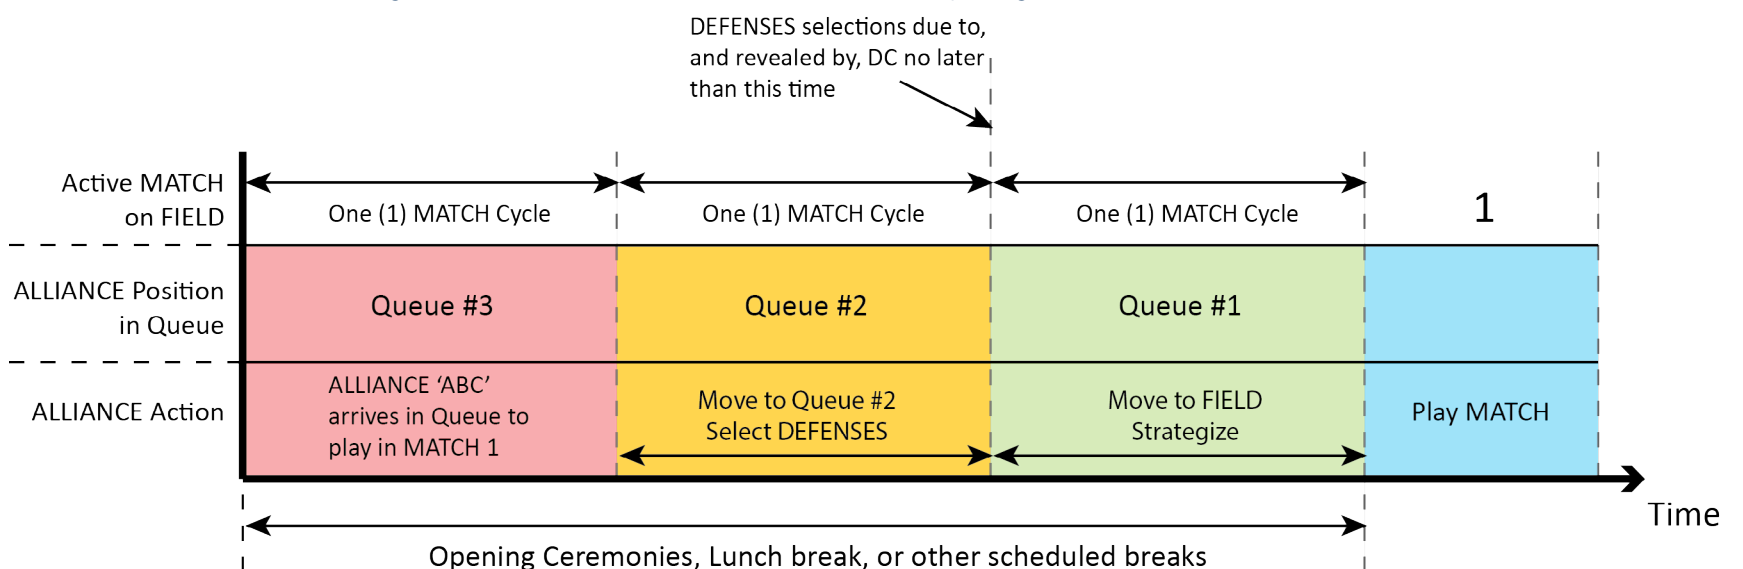 DEFENSES selections due to,
and revealed by, DC no later
than this time
Active MATCH
on FIELD
One (1) MATCH Cycle
One (1) MATCH Cycle
One (1) MATCH Cycle
1
ALLIANCE Position
in Queue
Queue #3
Queue #2
Queue #1
ALLIANCE Action
ALLIANCE ‘ABC’
arrives in Queue to
play in MATCH 1
Move to Queue #2
Select DEFENSES
Move to FIELD
Strategize
Play MATCH
Time
Opening Ceremonies, Lunch break, or other scheduled breaks